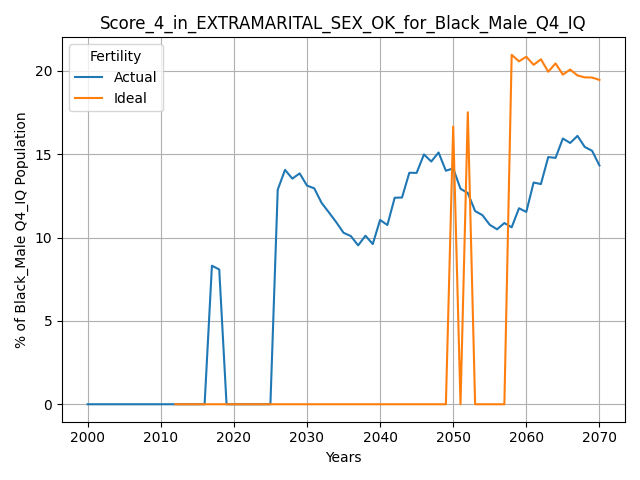 Score_4_in_EXTRAMARITAL_SEX_OK_for_Black_Male_Q4_IQ
Fertility
Actual
Ideal
% of Black_Male Q4_IQ Population
20
15
10
5
0
2000 2010 2020 2030 2040 2050 2060 2070
Years